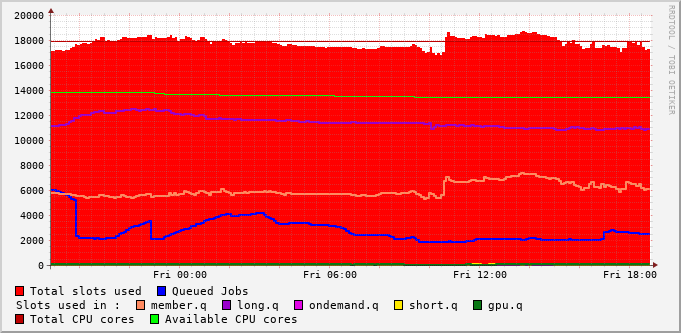 20000
18000
16000
14000
12000
10000
8000
6000
4000
2000
0
Fri 00:00 Fri 06:00 Fri 12:00 Fri 18:00
RRDTOOL / TOBI OETIKER
Total slots used Queued Jobs
Slots used in : member.q long.q ondemand.q short.q gpu.q
Total CPU cores Available CPU cores